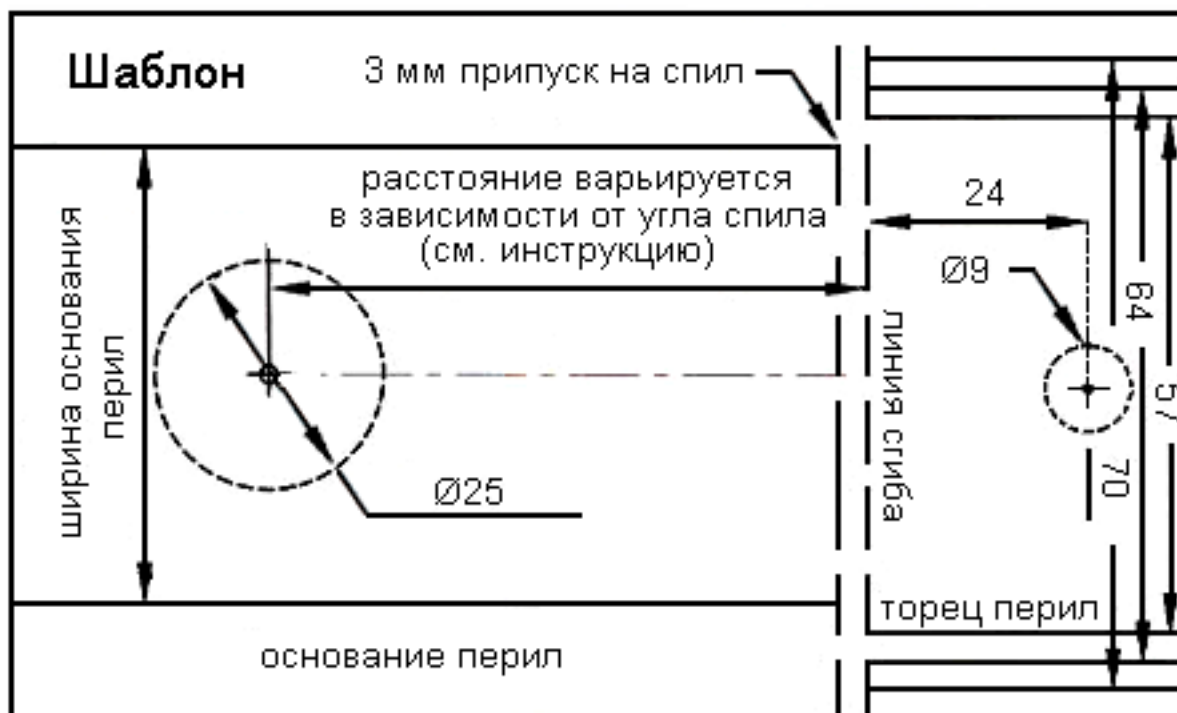 Шаблон
3 мм припуск на спил
расстояние варьируется
в зависимости от угла спила
(см. инструкцию)
24
Ø9
64
57
70
ширина основания
перил
линия сгиба
Ø25
торец перил
основание перил